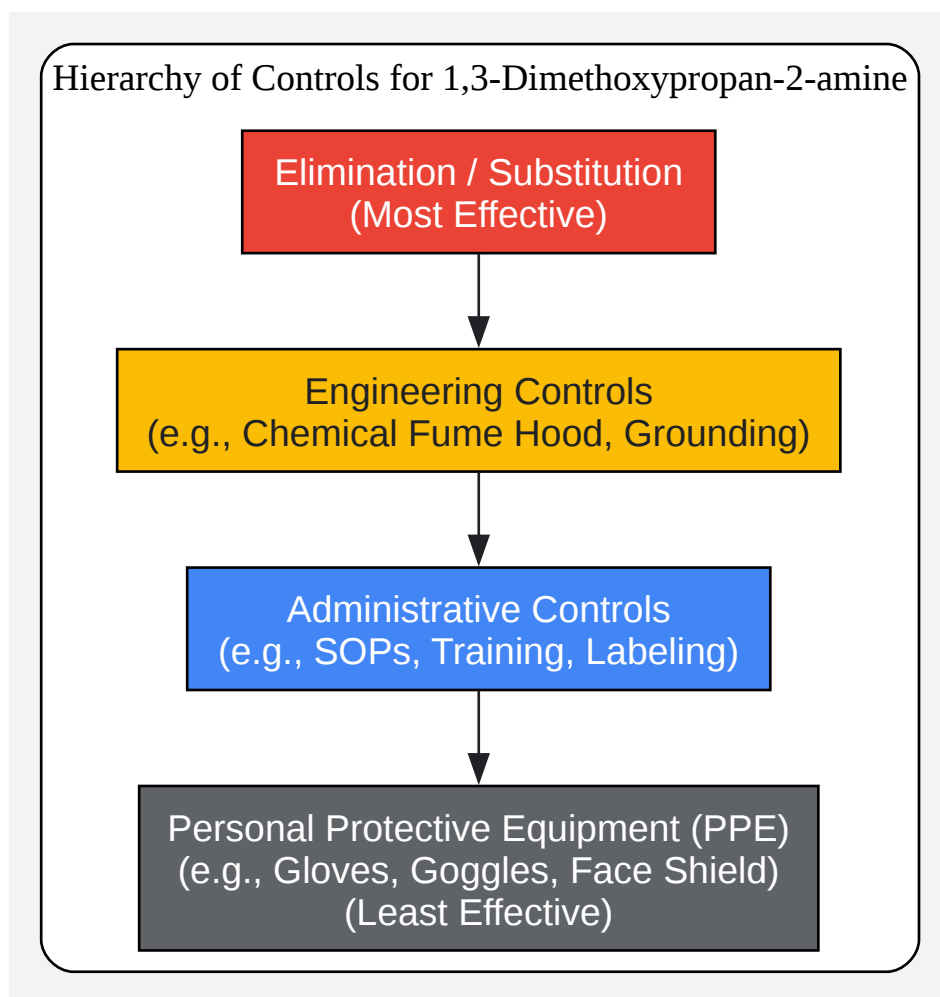 Hierarchy of Controls for 1,3-Dimethoxypropan-2-amine
Elimination / Substitution
(Most Effective)
Engineering Controls
(e.g., Chemical Fume Hood, Grounding)
Administrative Controls
(e.g., SOPs, Training, Labeling)
Personal Protective Equipment (PPE)
(e.g., Gloves, Goggles, Face Shield)
(Least Effective)